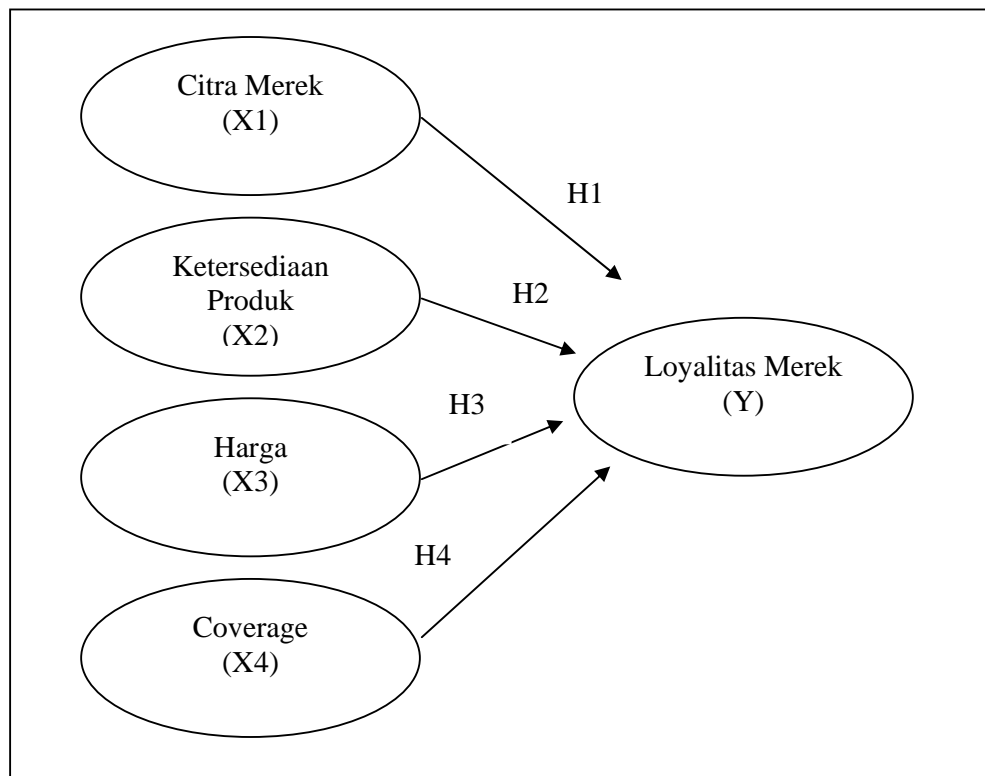 Citra Merek
(X1)
H1
Ketersediaan
Produk
(X2)
H2
Loyalitas Merek
(Y)
H3
Harga
(X3)
H4
Coverage
(X4)